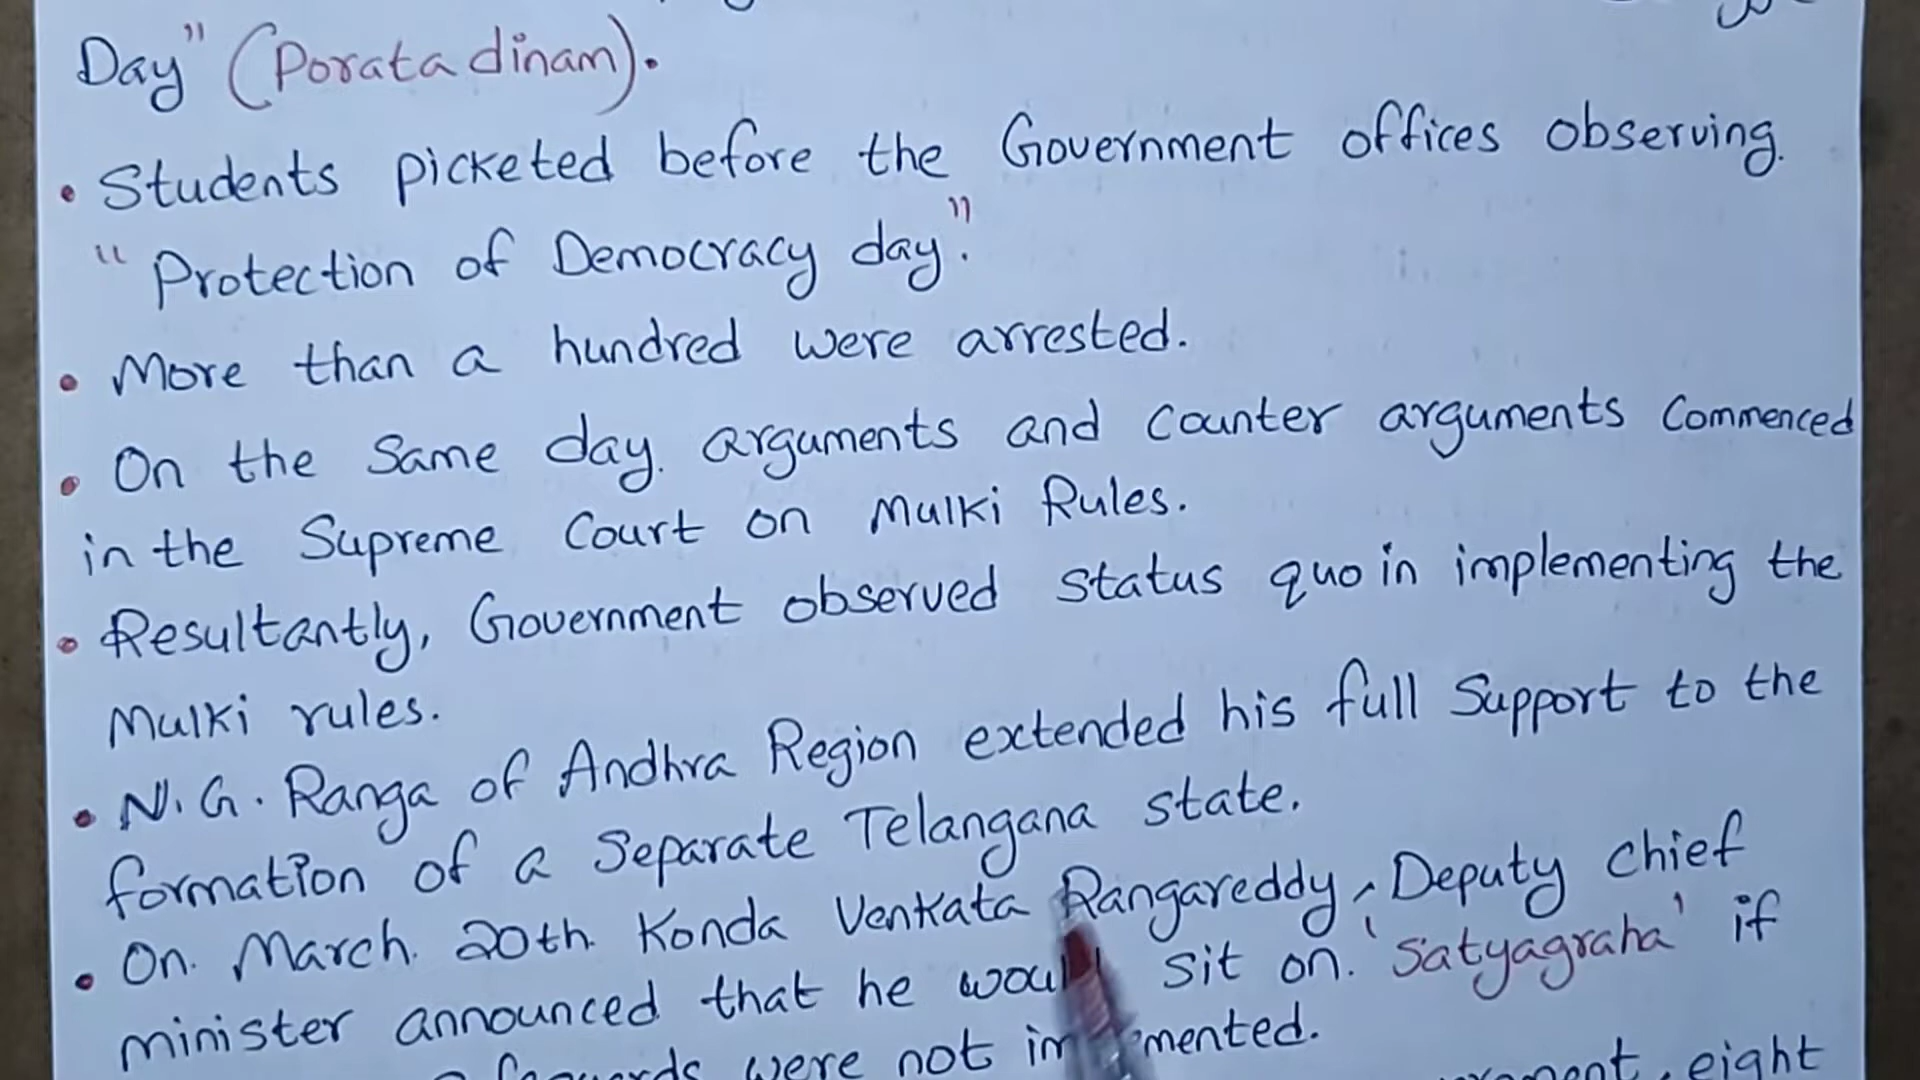 Day" (Porata dinam).
• Students picketed before the Government offices observing.
"Protection of Democracy day."
• More than a hundred were arrested.
• On the Same day. arguments and counter arguments Commenced
in the Supreme Court on Mulki Rules.
• Resultantly, Government observed status quo in implementing the
Mulki rules.
• N.G. Ranga of Andhra Region extended his full Support to the
formation of a Separate Telangana state.
• On. March. 20th. Konda Venkata Rangareddy, Deputy chief
minister announced that he would sit on. 'Satyagraha' if
were not implemented.
eight